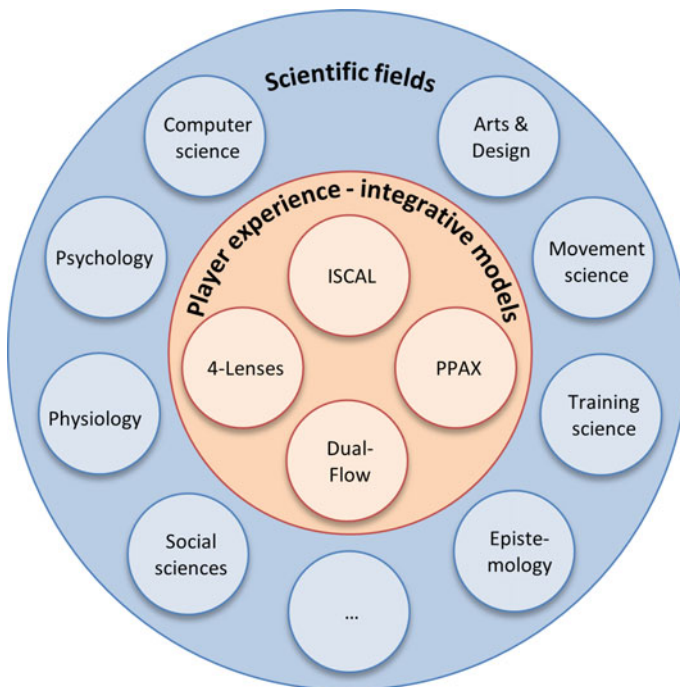 Scientific fields
Computer
science
Arts &
Design
Player experience - integrative models
Psychology
ISCAL
Movement
science
4-Lenses
PPAX
Physiology
Training
science
Dual-
Flow
Social
sciences
Episte-
mology
...